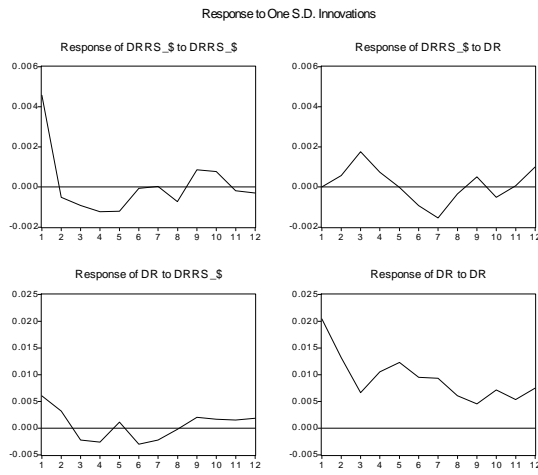 Response to One S.D. Innovations
Response of DRRS_$ to DRRS_$
0.006
0.004
0.002
0.000
-0.002
1 2 3 4 5 6 7 8 9 10 11 12
Response of DRRS_$ to DR
0.006
0.004
0.002
0.000
-0.002
1 2 3 4 5 6 7 8 9 10 11 12
Response of DR to DRRS_$
0.025
0.020
0.015
0.010
0.005
0.000
-0.005
1 2 3 4 5 6 7 8 9 10 11 12
Response of DR to DR
0.025
0.020
0.015
0.010
0.005
0.000
-0.005
1 2 3 4 5 6 7 8 9 10 11 12